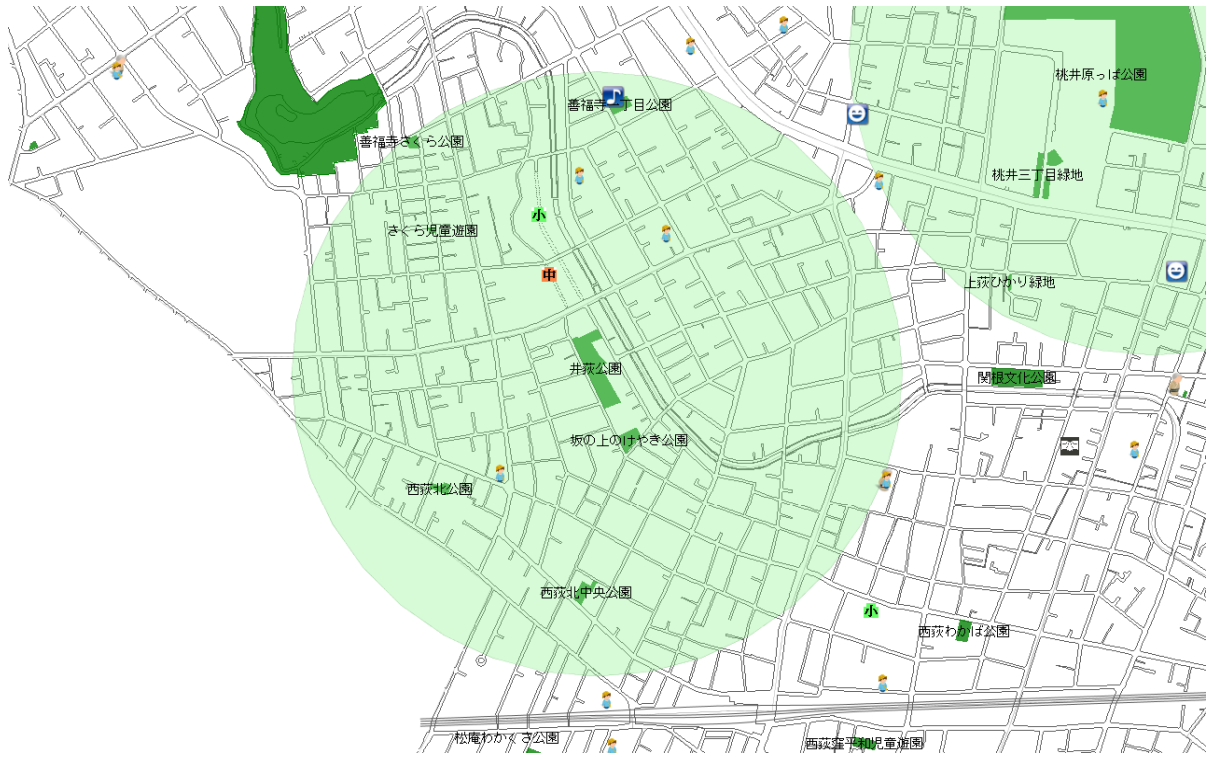 桃井原っぱ公園
善福寺一丁目公園
善福寺さくら公園
桃井三丁目緑地
小
さくら児童遊園
中
上荻ひかり緑地
井荻公園
関根文化公園
坂の上のけやき公園
西荻北公園
西荻北中央公園
小
西荻わかば公園
松庵わかくさ公園
西荻窪平和児童遊園